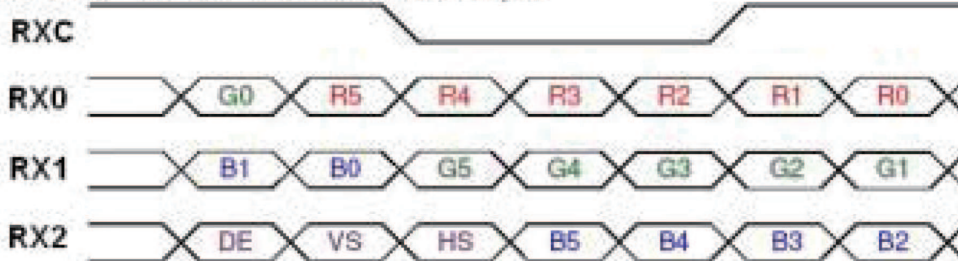 RXC
RX0 G0 R5 R4 R3 R2 R1 R0
RX1 B1 B0 G5 G4 G3 G2 G1
RX2 DE VS HS B5 B4 B3 B2